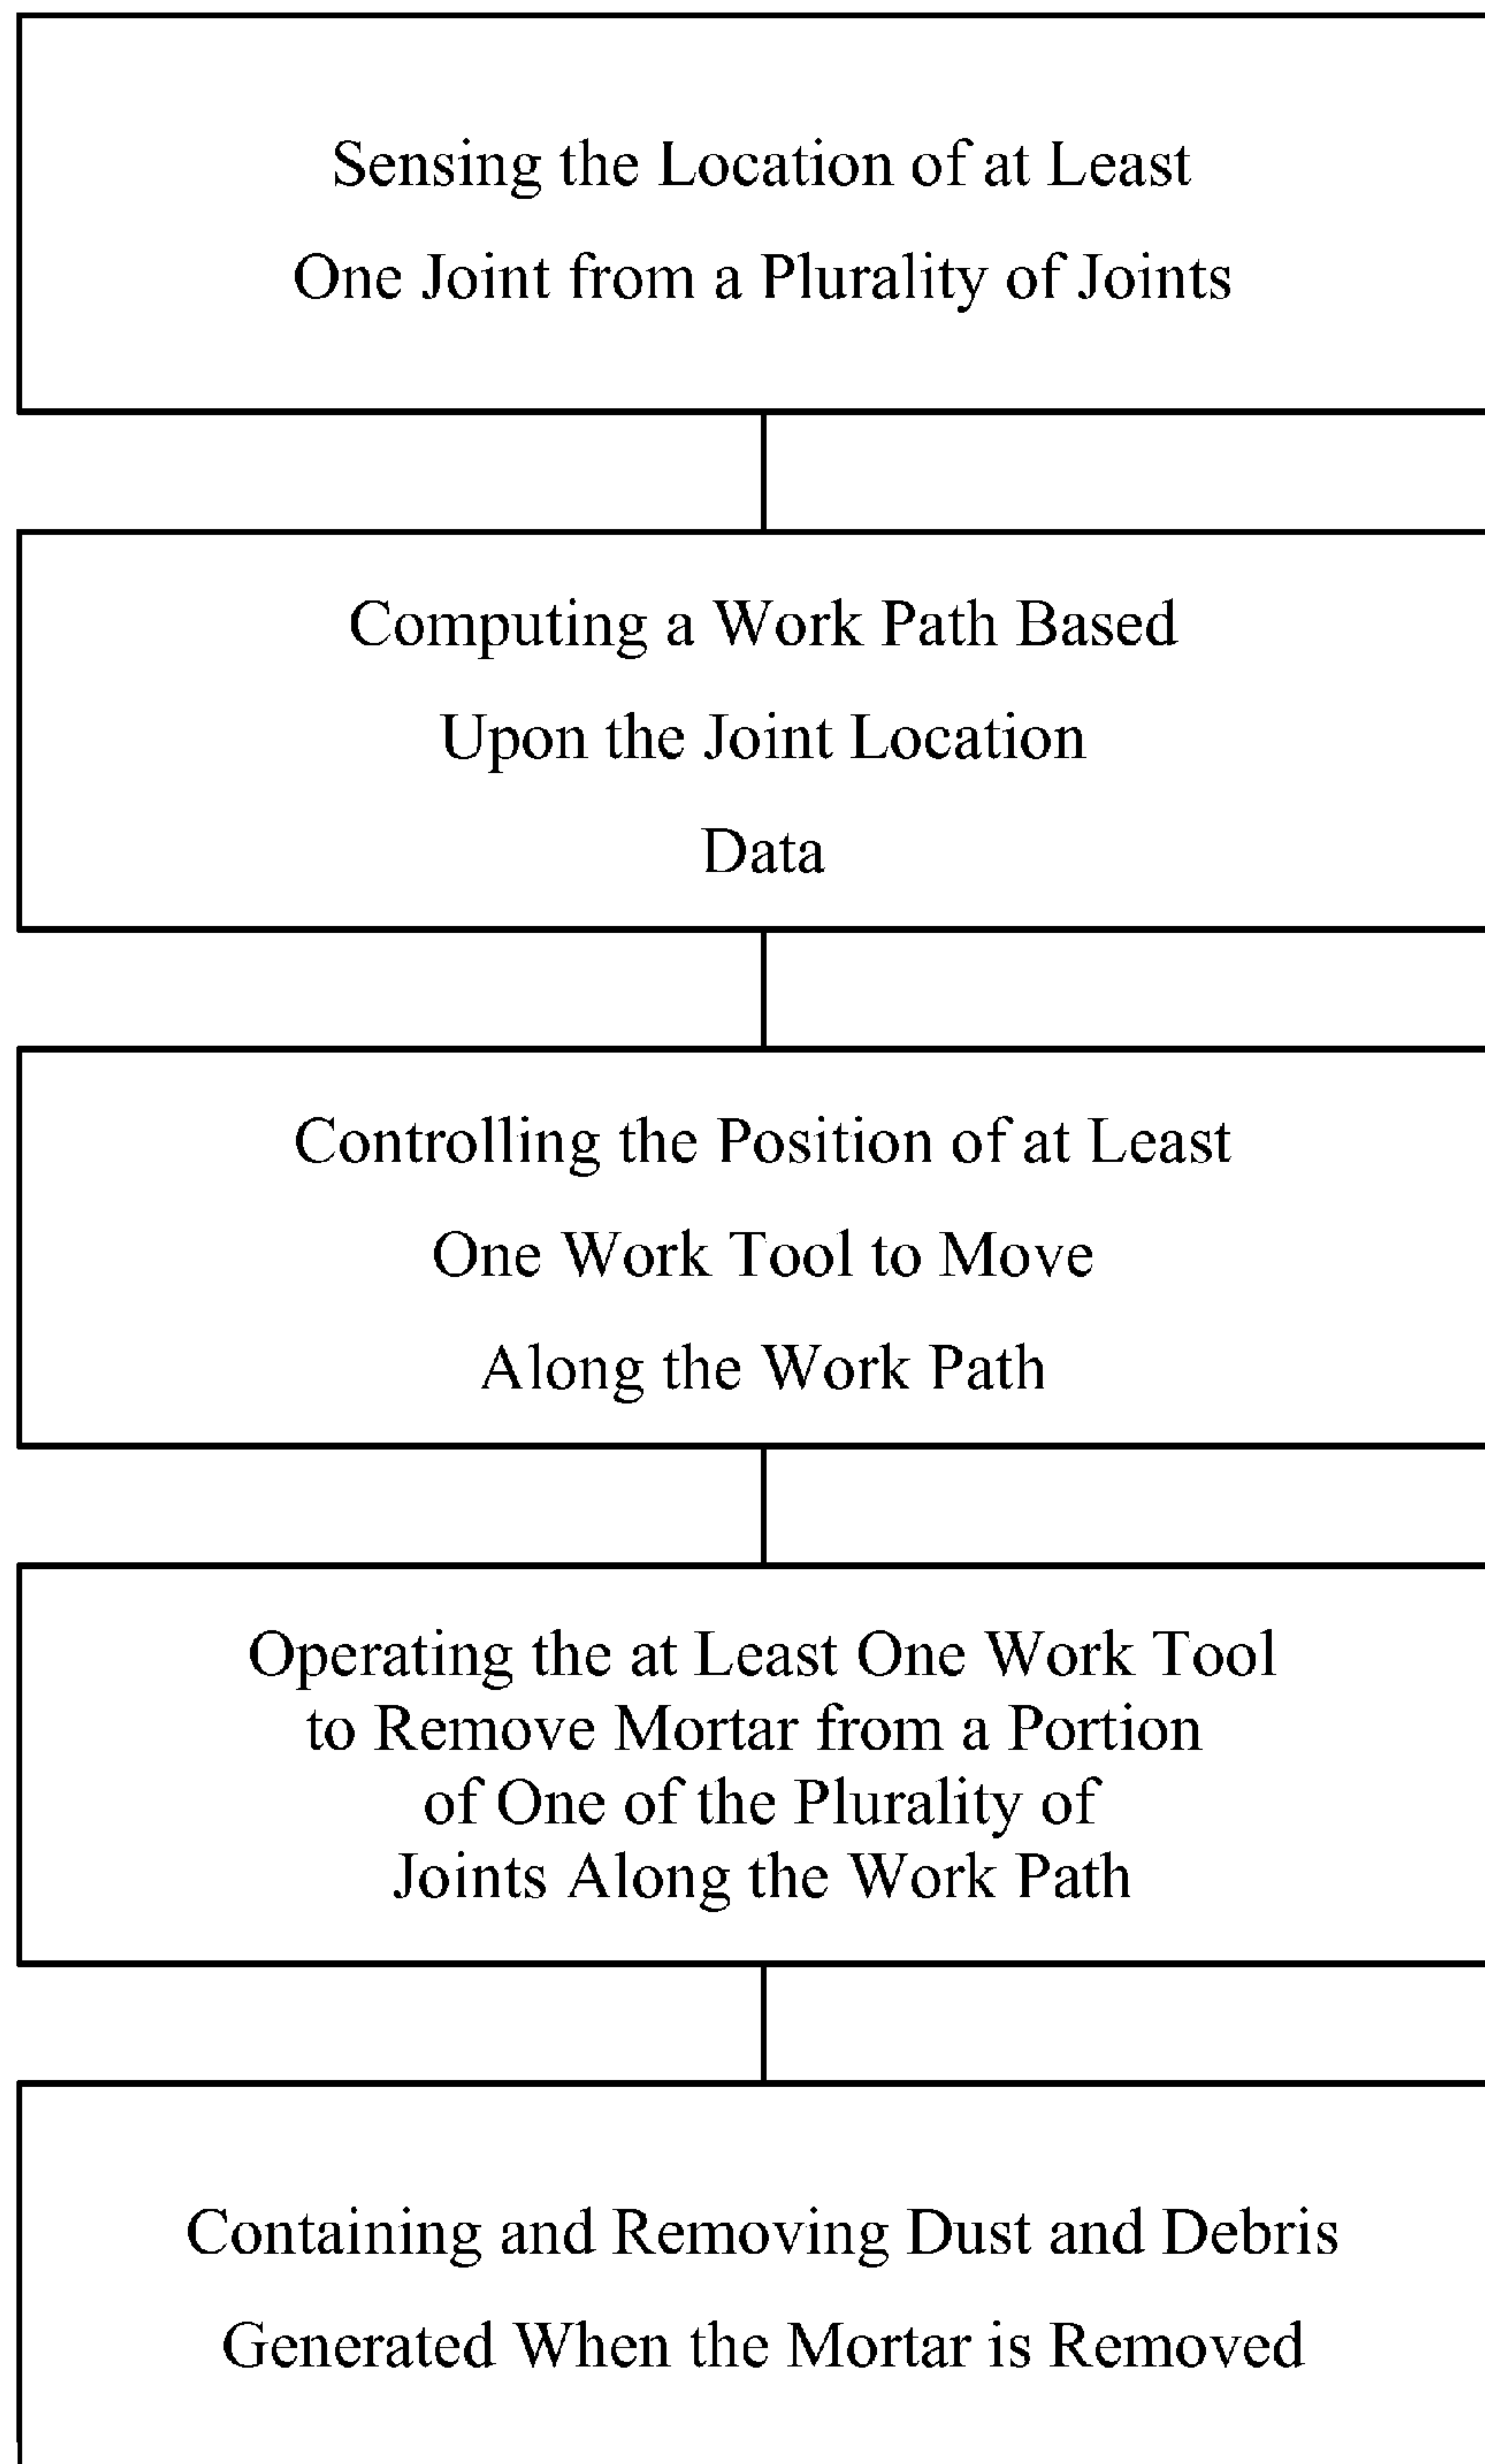 Sensing the Location of at Least
One Joint from a Plurality of Joints
Computing a Work Path Based
Upon the Joint Location
Data
Controlling the Position of at Least
One Work Tool to Move
Along the Work Path
Operating the at Least One Work Tool
to Remove Mortar from a Portion
of One of the Plurality of
Joints Along the Work Path
Containing and Removing Dust and Debris
Generated When the Mortar is Removed